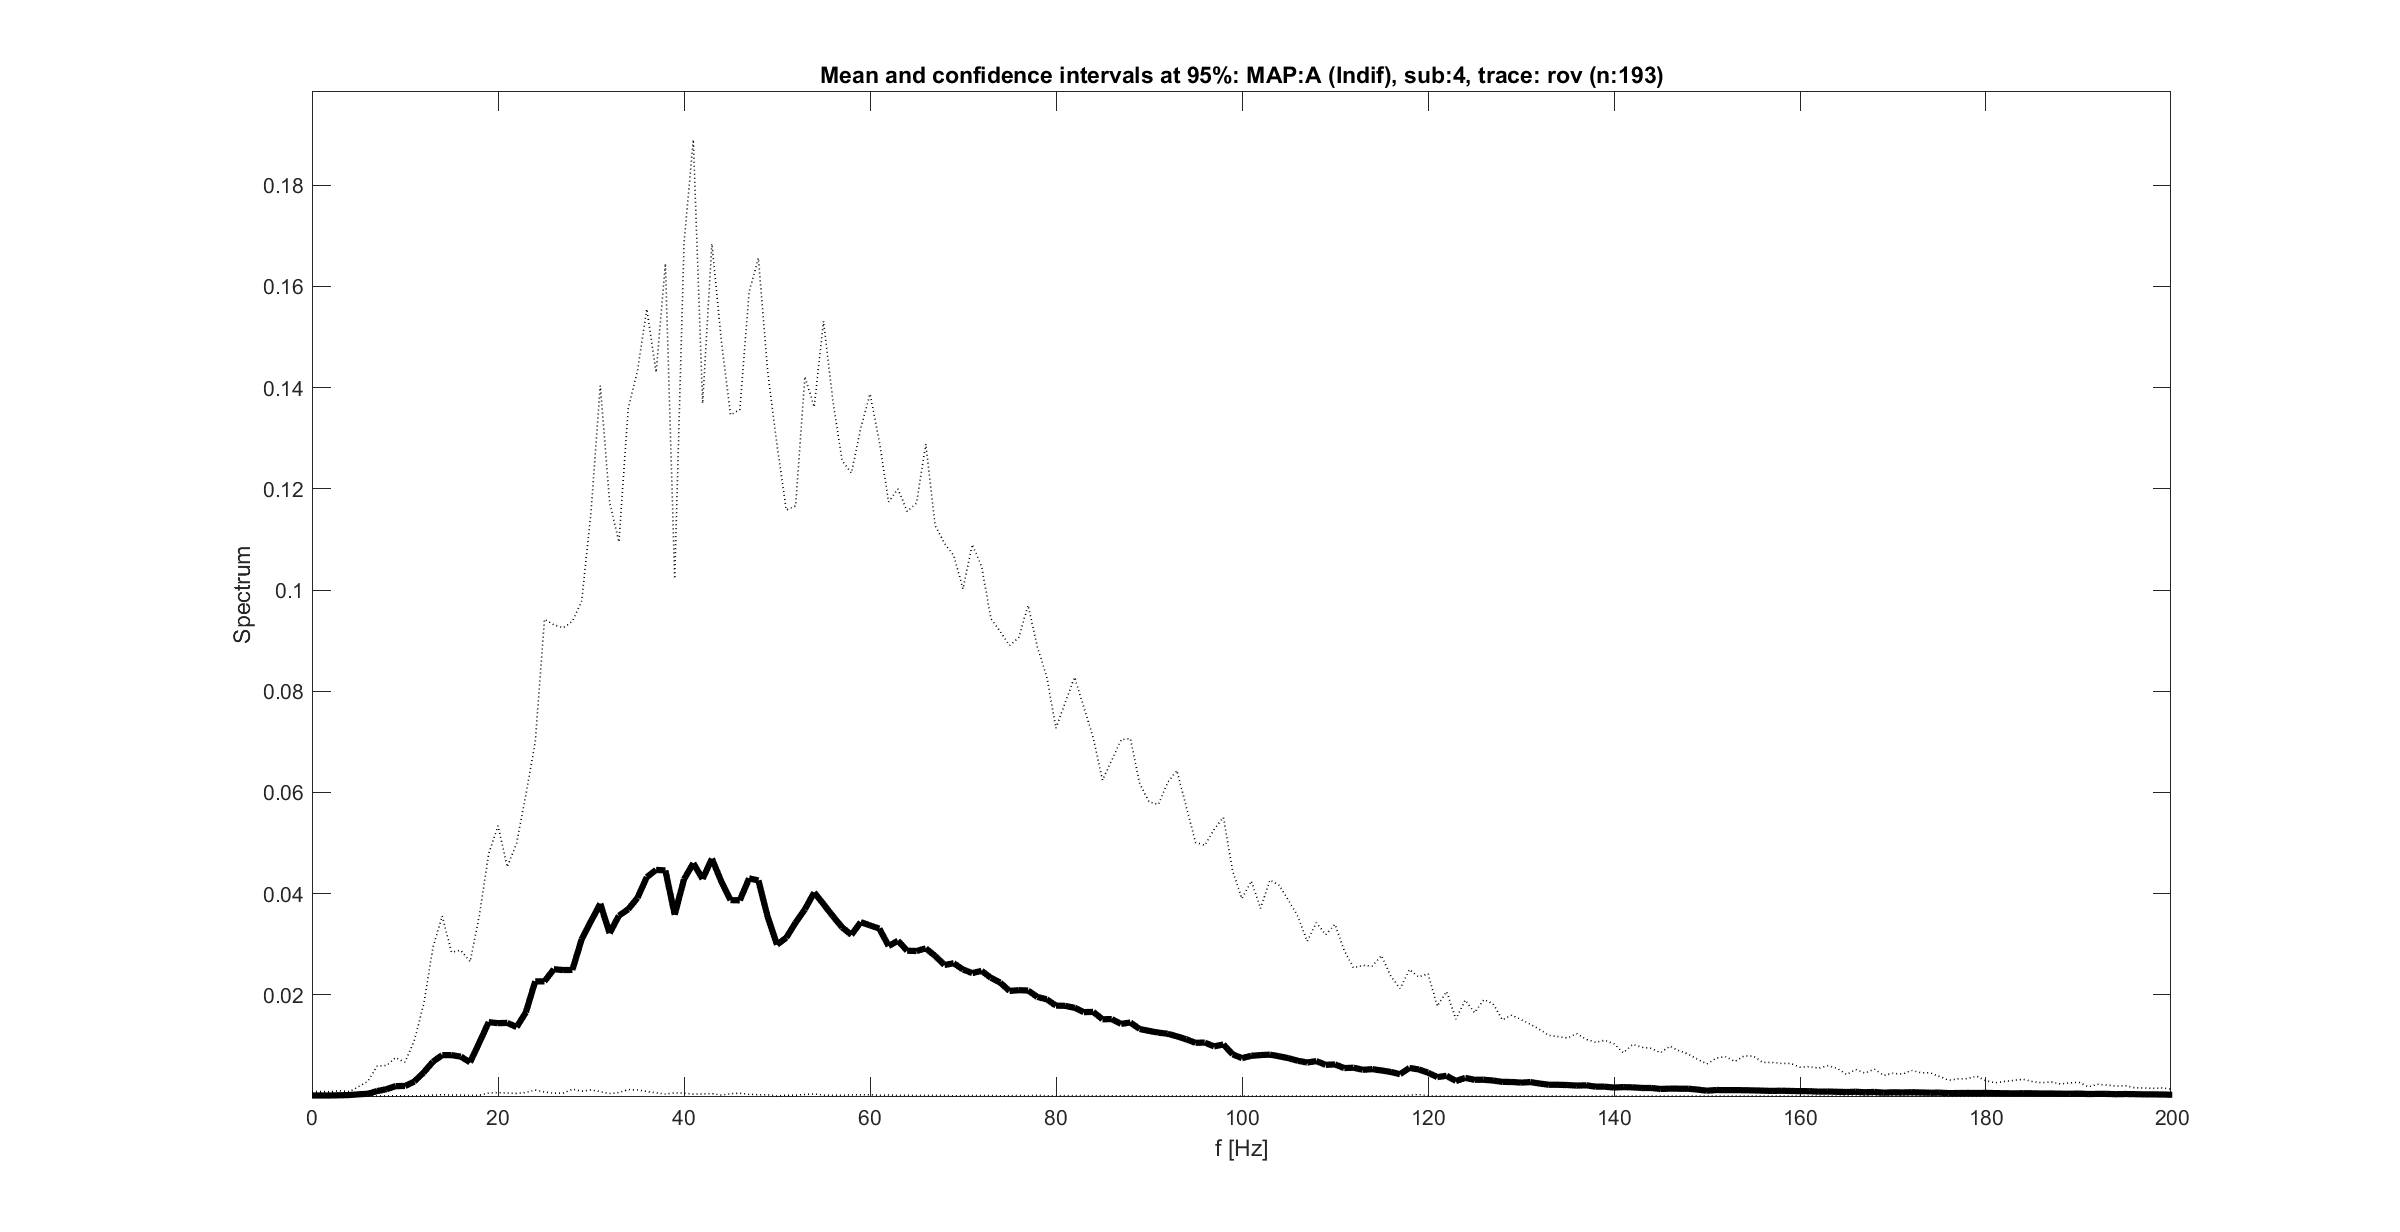 Mean and confidence intervals at 95%: MAP:A (Indif), sub:4, trace: rov (n:193)
0.18
0.16
0.14
0.12
0.1
0.08
0.06
0.04
0.02
Spectrum
0 20 40 60 80 100 120 140 160 180 200
f [Hz]